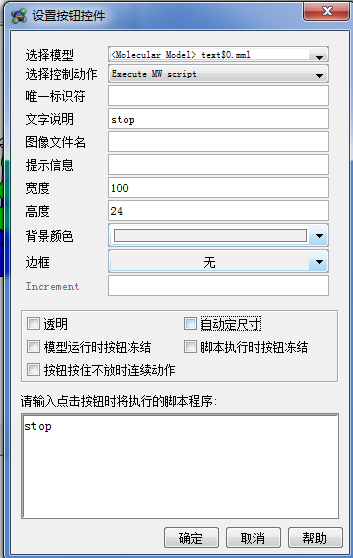 设置按钮控件
选择模型 <Molecular Model> text$0.mml
选择控制动作 Execute MW script
唯一标识符
文字说明 stop
图像文件名
提示信息
宽度 100
高度 24
背景颜色
边框 无
Increment
透明 自动定尺寸
模型运行时按钮冻结 脚本执行时按钮冻结
按钮按住不放时连续动作
请输入点击按钮时将执行的脚本程序:
stop
确定 取消 帮助